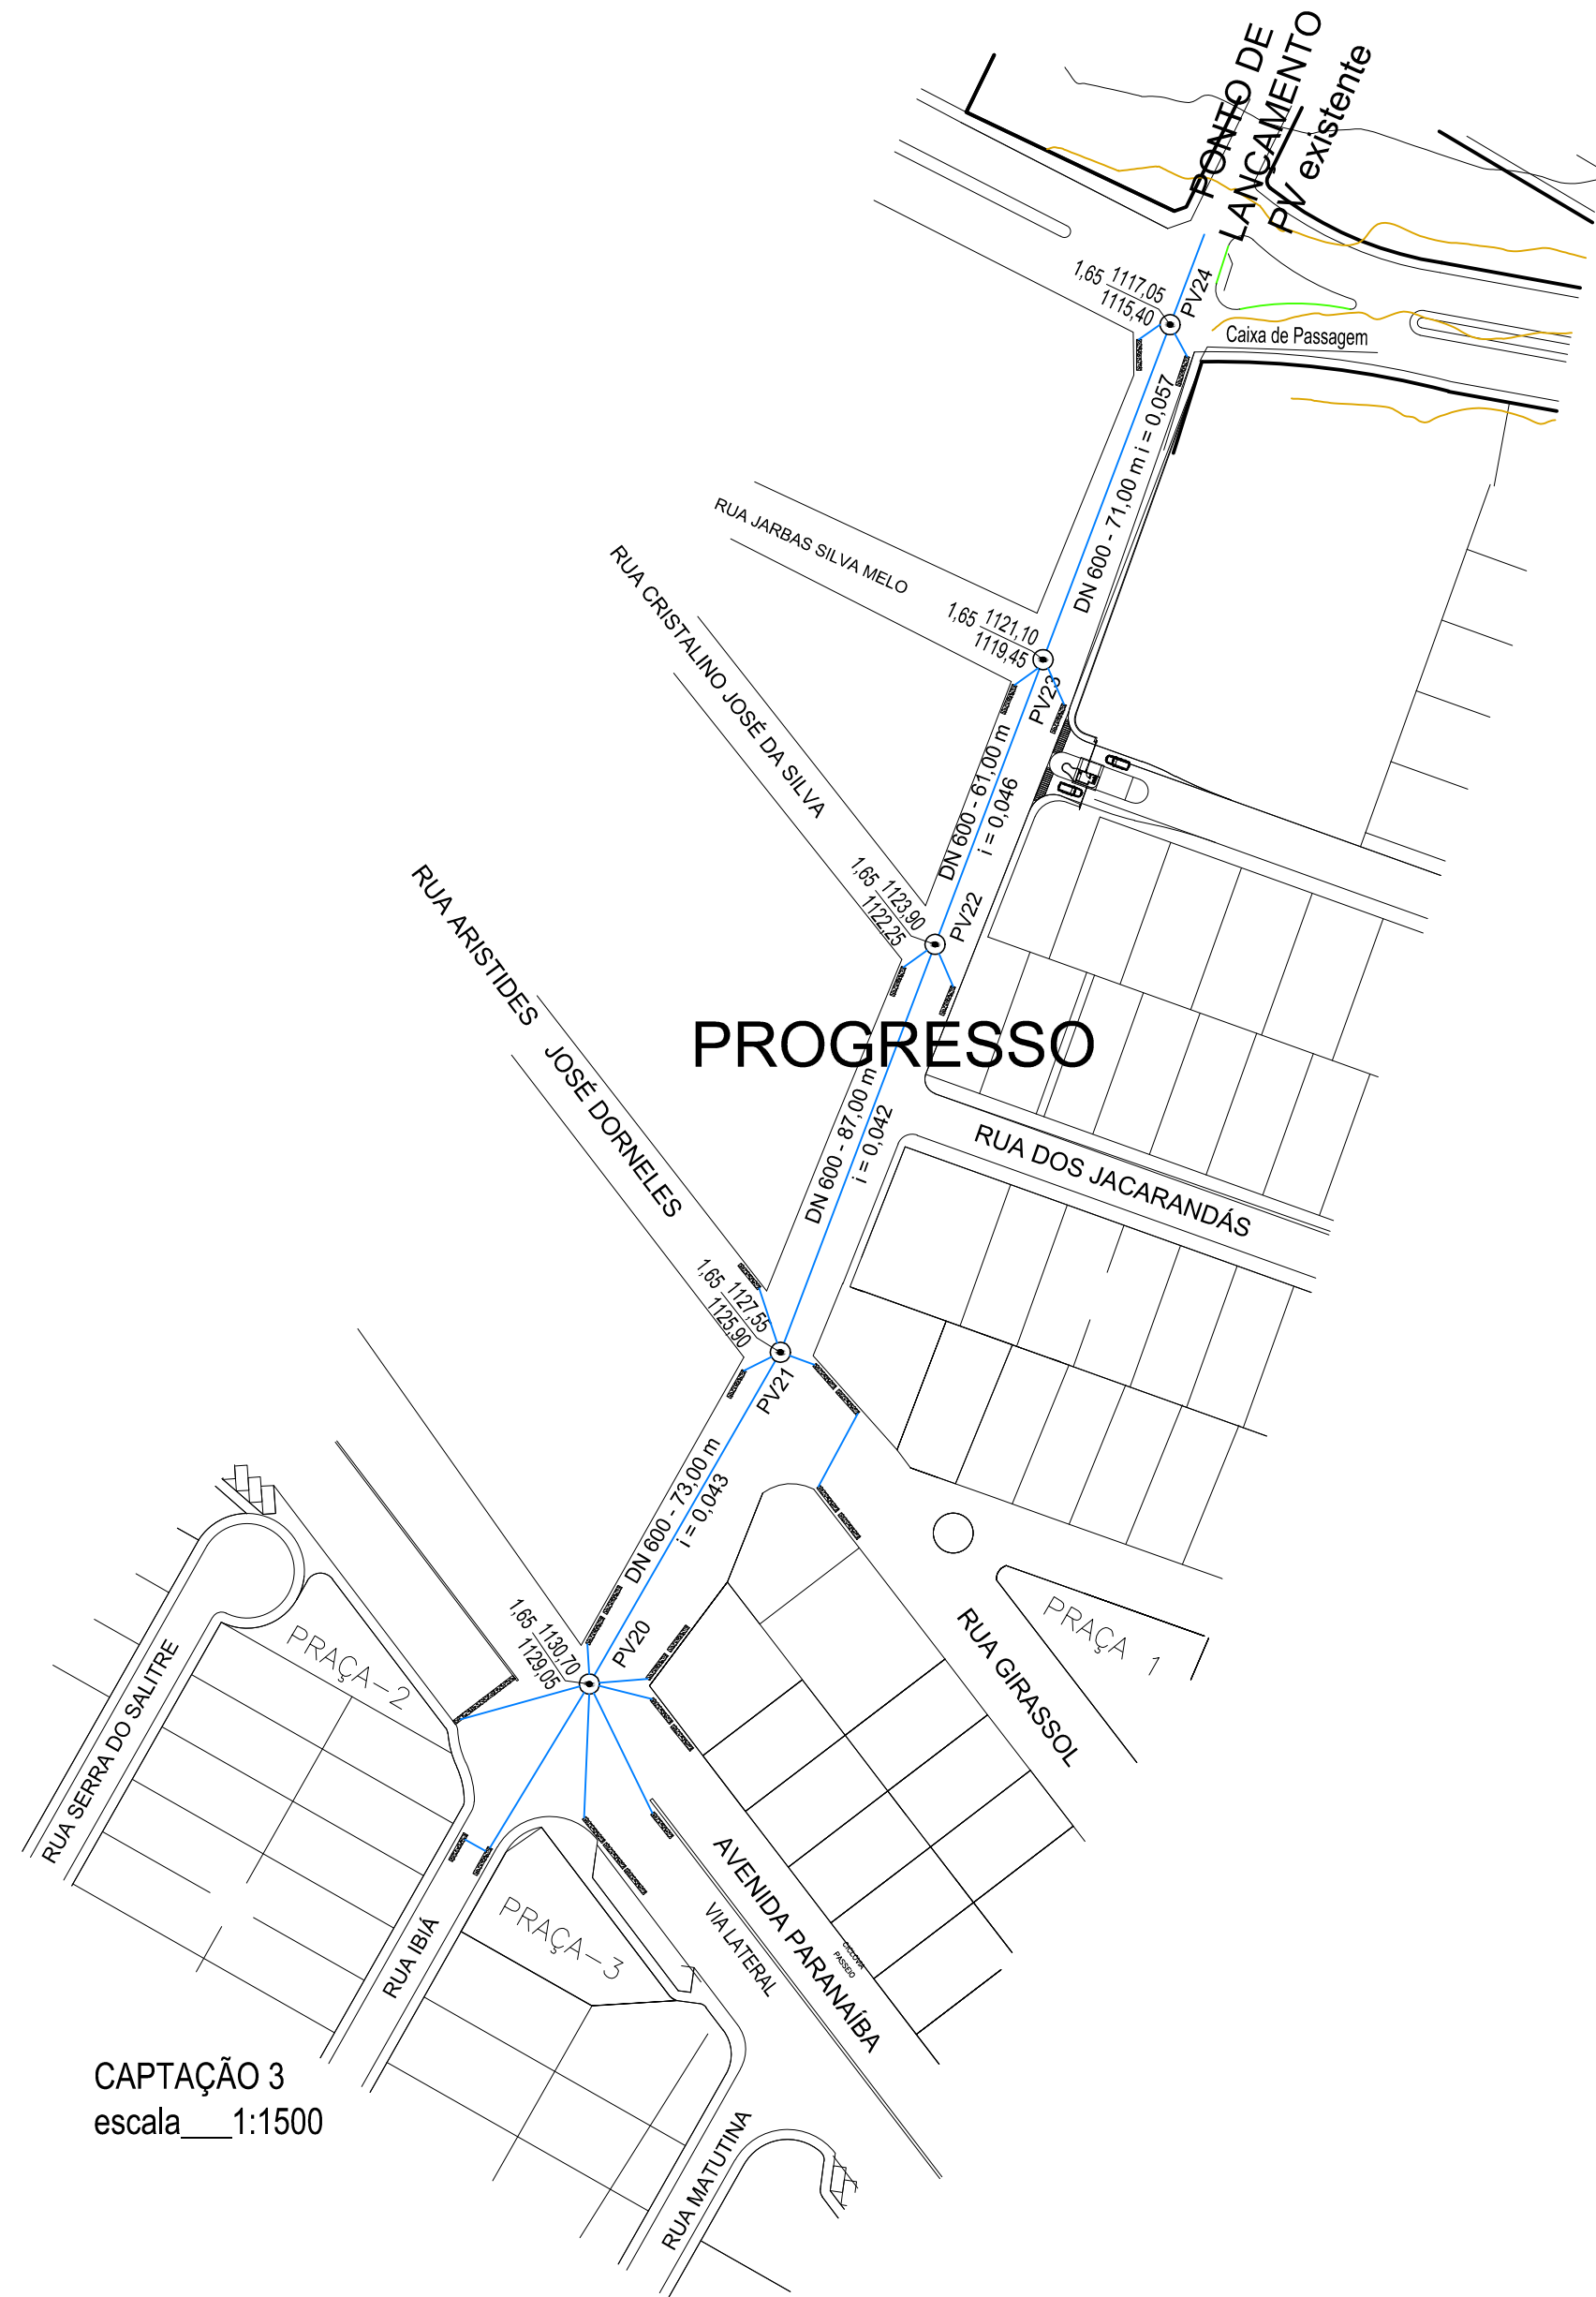 PONTO DE
LANÇAMENTO
PV existente
1,65 1117,05
1115,40
PV24
Caixa de Passagem
DN 600 - 71,00 m i = 0,057
RUA JARBAS SILVA MELO
RUA CRISTALINO JOSÉ DA SILVA
1,65 1121,10
1119,45
PV23
DN 600 - 61,00 m
i = 0,046
1,65 1123,90
1122,25
PV22
RUA ARISTIDES JOSÉ DORNELES
PROGRESSO
DN 600 - 87,00 m
i = 0,042
RUA DOS JACARANDÁS
1,65 1127,55
1125,90
PV21
DN 600 - 73,00 m
i = 0,043
1,65 1130,70
1129,05
PV20
PRAÇA 1
RUA GIRASSOL
PRAÇA-2
RUA SERRA DO SALITRE
AVENIDA PARANAÍBA
CICLOVIA
PASSEIO
VIA LATERAL
PRAÇA-3
RUA IBIÁ
RUA MATUTINA
CAPTAÇÃO 3
escala___1:1500